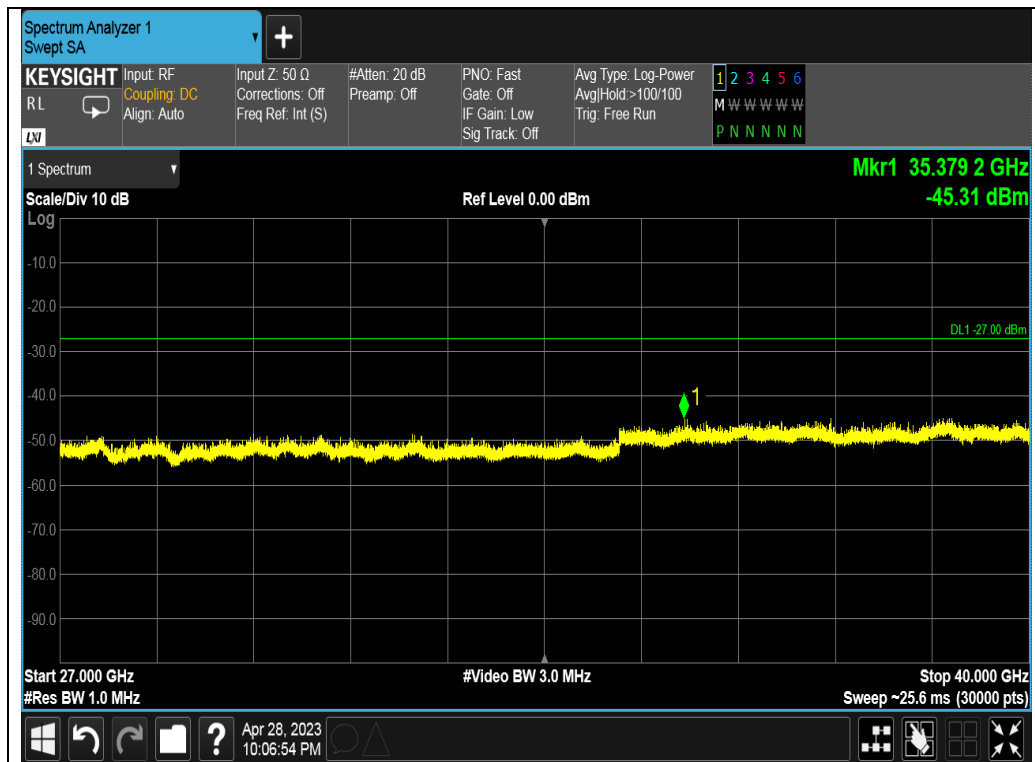 Spectrum Analyzer 1
Swept SA
+
KEYSIGHT
RL
LXI
Input: RF
Coupling: DC
Align: Auto
Input Z: 50 Ω
Corrections: Off
Freq Ref: Int (S)
#Atten: 20 dB
Preamp: Off
PNO: Fast
Gate: Off
IF Gain: Low
Sig Track: Off
Avg Type: Log-Power
Avg|Hold:>100/100
Trig: Free Run
1 2 3 4 5 6
M W W W W W
P N N N N N
1 Spectrum
Scale/Div 10 dB
Ref Level 0.00 dBm
Mkr1 35.379 2 GHz
-45.31 dBm
Log
-10.0
-20.0
DL1 -27.00 dBm
-30.0
-40.0
1
-50.0
-60.0
-70.0
-80.0
-90.0
Start 27.000 GHz
#Video BW 3.0 MHz
Stop 40.000 GHz
#Res BW 1.0 MHz
Sweep ~25.6 ms (30000 pts)
?
Apr 28, 2023
10:06:54 PM